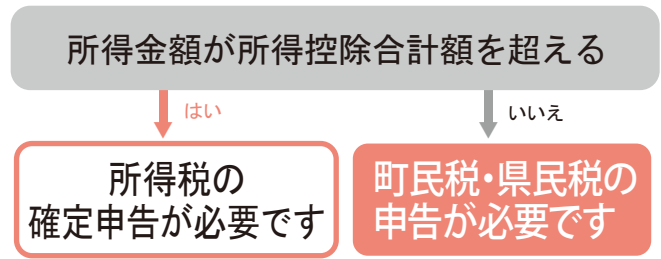 所得金額が所得控除合計額を超える
はい
いいえ
所得税の
確定申告が必要です
町民税・県民税の
申告が必要です